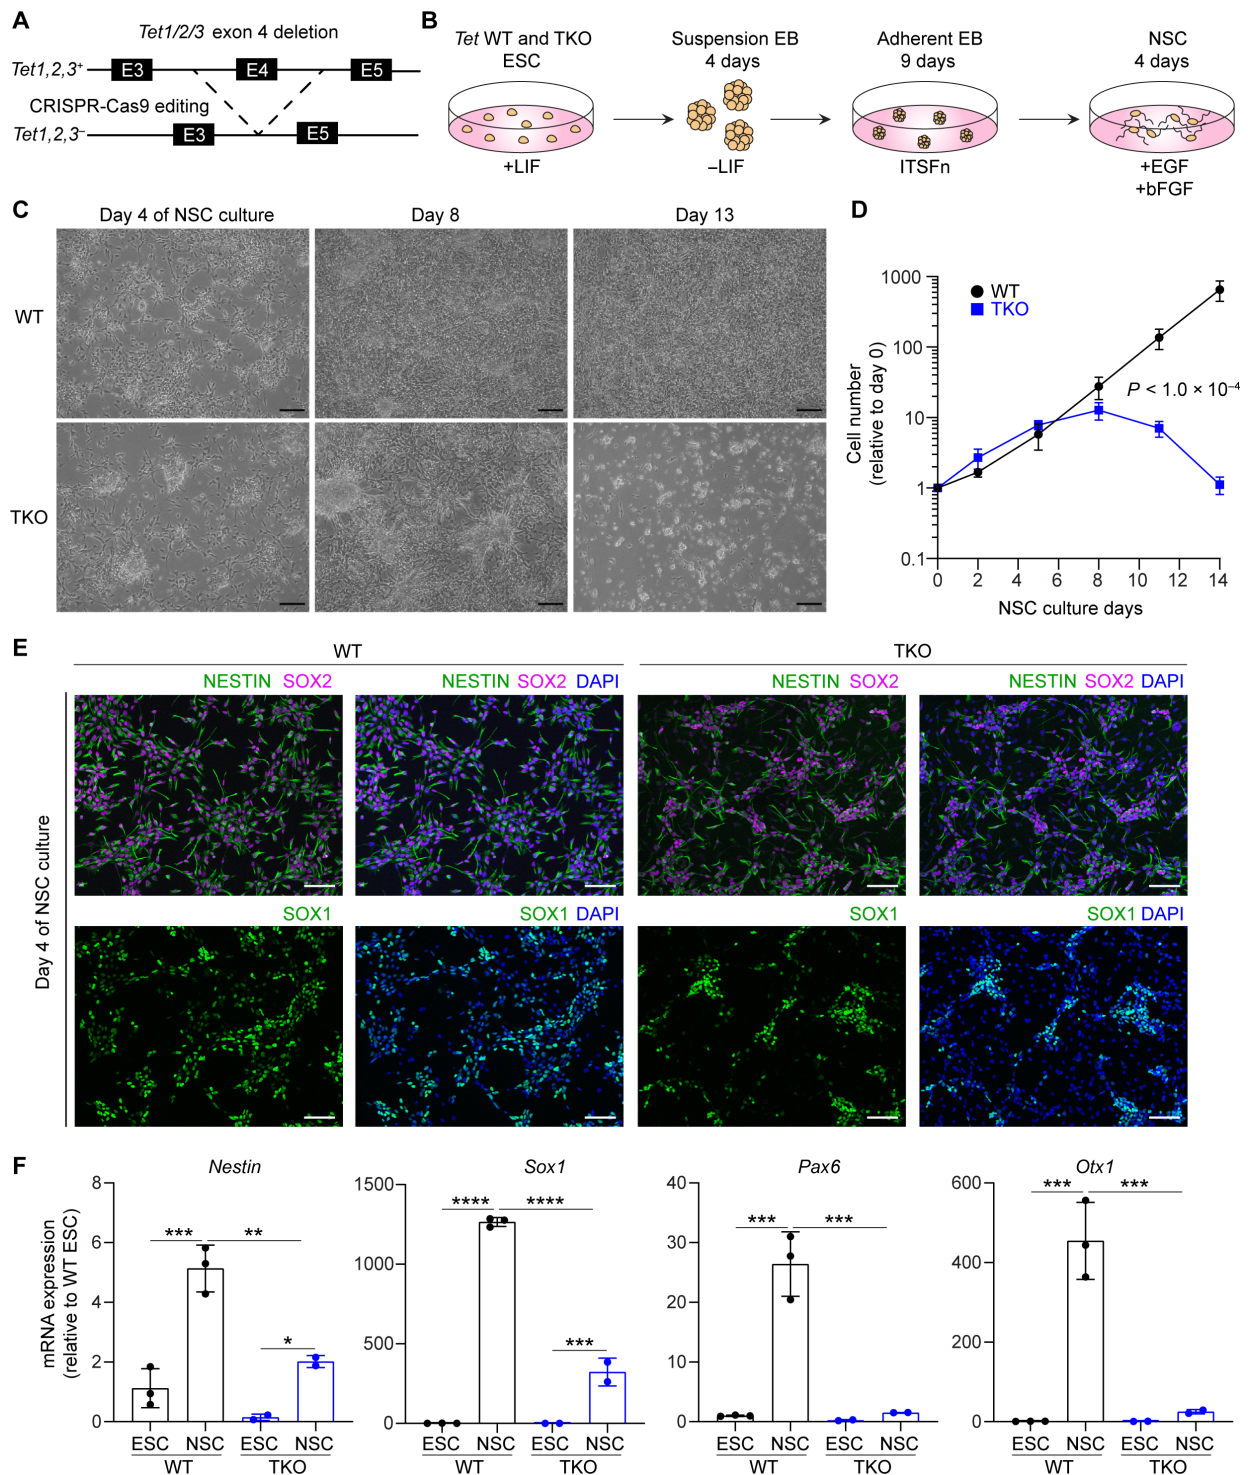 A
Tet1/2/3 exon 4 deletion
Tet1,2,3+
E3
E4
E5
CRISPR-Cas9 editing
Tet1,2,3–
E3
E5
B
Tet WT and TKO
ESC
Suspension EB
4 days
Adherent EB
9 days
NSC
4 days
+LIF
–LIF
ITSFn
+EGF
+bFGF
C
Day 4 of NSC culture
Day 8
Day 13
WT
TKO
D
Cell number
(relative to day 0)
1000
100
10
1
0.1
WT
TKO
P < 1.0 × 10–4
0 2 4 6 8 10 12 14
NSC culture days
E
WT
TKO
NESTIN SOX2
NESTIN SOX2 DAPI
NESTIN SOX2
NESTIN SOX2 DAPI
Day 4 of NSC culture
SOX1
SOX1 DAPI
SOX1
SOX1 DAPI
F
mRNA expression
(relative to WT ESC)
Nestin
8
6
4
2
0
***
**
*
ESC NSC ESC NSC
WT TKO
Sox1
1500
1000
500
0
****
****
***
ESC NSC ESC NSC
WT TKO
Pax6
40
30
20
10
0
***
***
ESC NSC ESC NSC
WT TKO
Otx1
600
400
200
0
***
***
ESC NSC ESC NSC
WT TKO